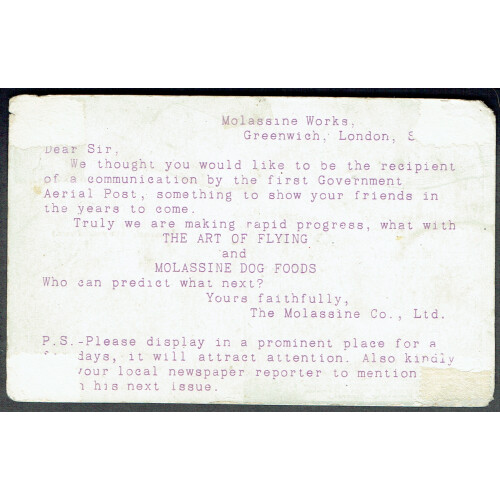 Molassine Works,
Greenwich, London, S
Dear Sir,
We thought you would like to be the recipient
of a communication by the first Government
Aerial Post, something to show your friends in
the years to come.
Truly we are making rapid progress, what with
THE ART OF FLYING
and
MOLASSINE DOG FOODS
Who can predict what next?
Yours faithfully,
The Molassine Co., Ltd.
P.S.-Please display in a prominent place for a
days, it will attract attention. Also kindly
your local newspaper reporter to mention
his next issue.